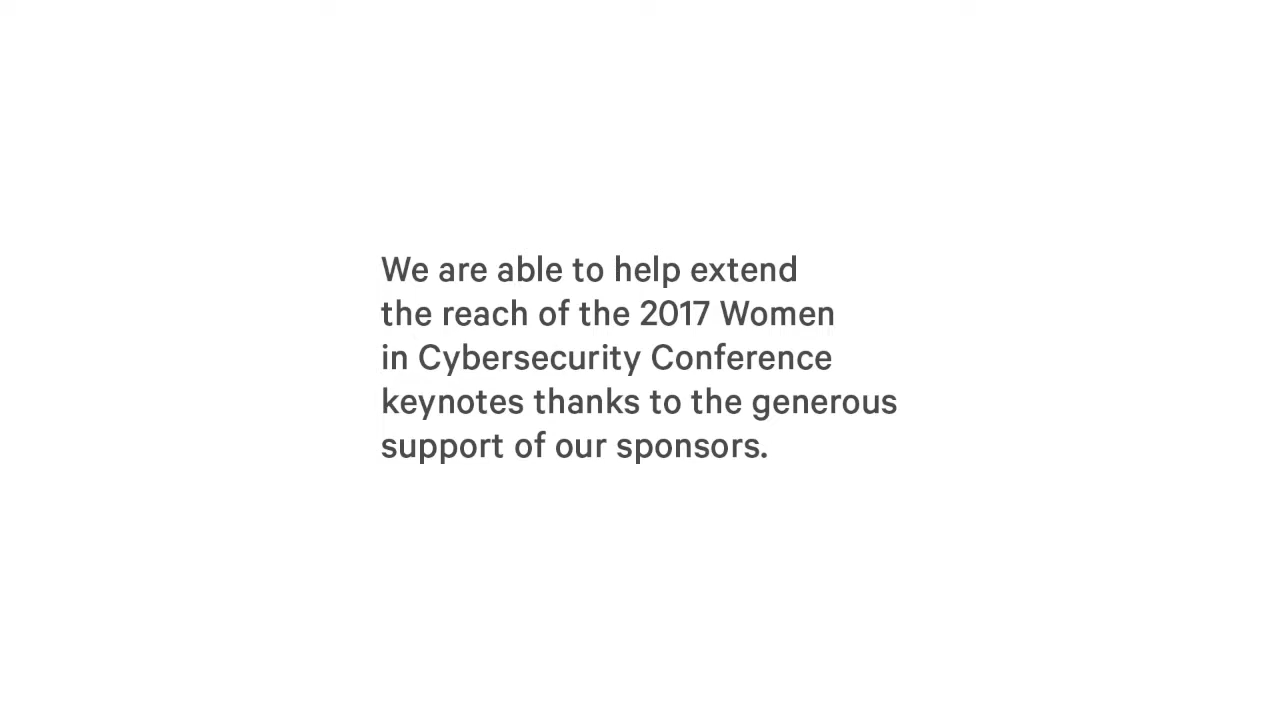 We are able to help extend
the reach of the 2017 Women
in Cybersecurity Conference
keynotes thanks to the generous
support of our sponsors.